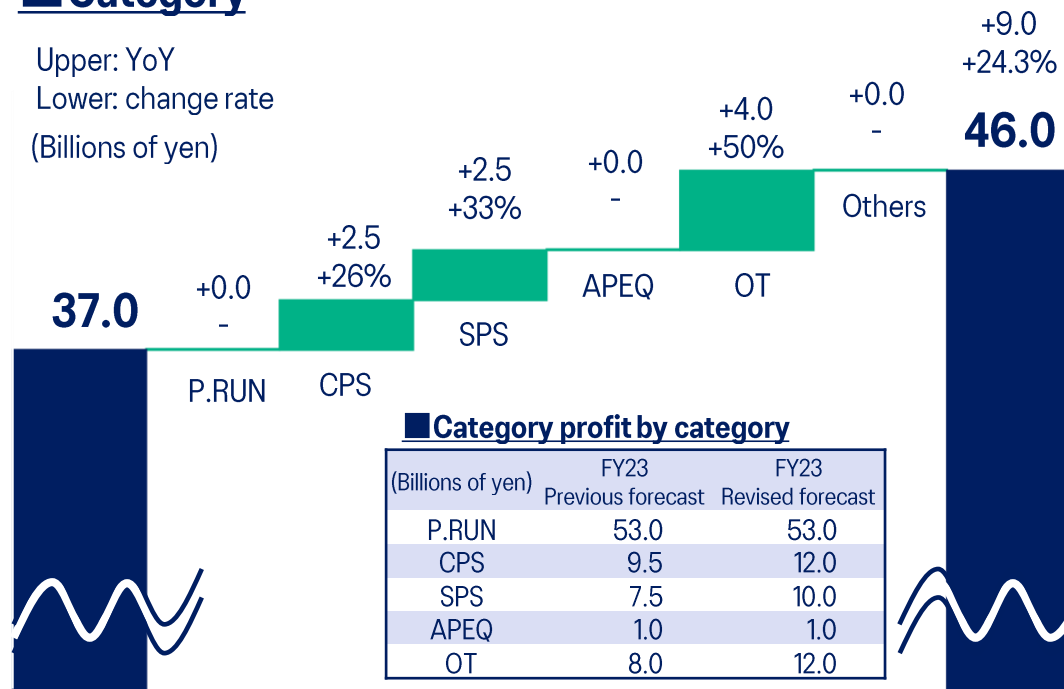 ■Category
Upper: YoY
Lower: change rate
(Billions of yen)
37.0
+0.0
-
P.RUN
+2.5
+26%
CPS
+2.5
+33%
SPS
+0.0
-
APEQ
+4.0
+50%
OT
+0.0
-
Others
+9.0
+24.3%
46.0
■Category profit by category
(Billions of yen) FY23 Previous forecast FY23 Revised forecast
P.RUN 53.0 53.0
CPS 9.5 12.0
SPS 7.5 10.0
APEQ 1.0 1.0
OT 8.0 12.0